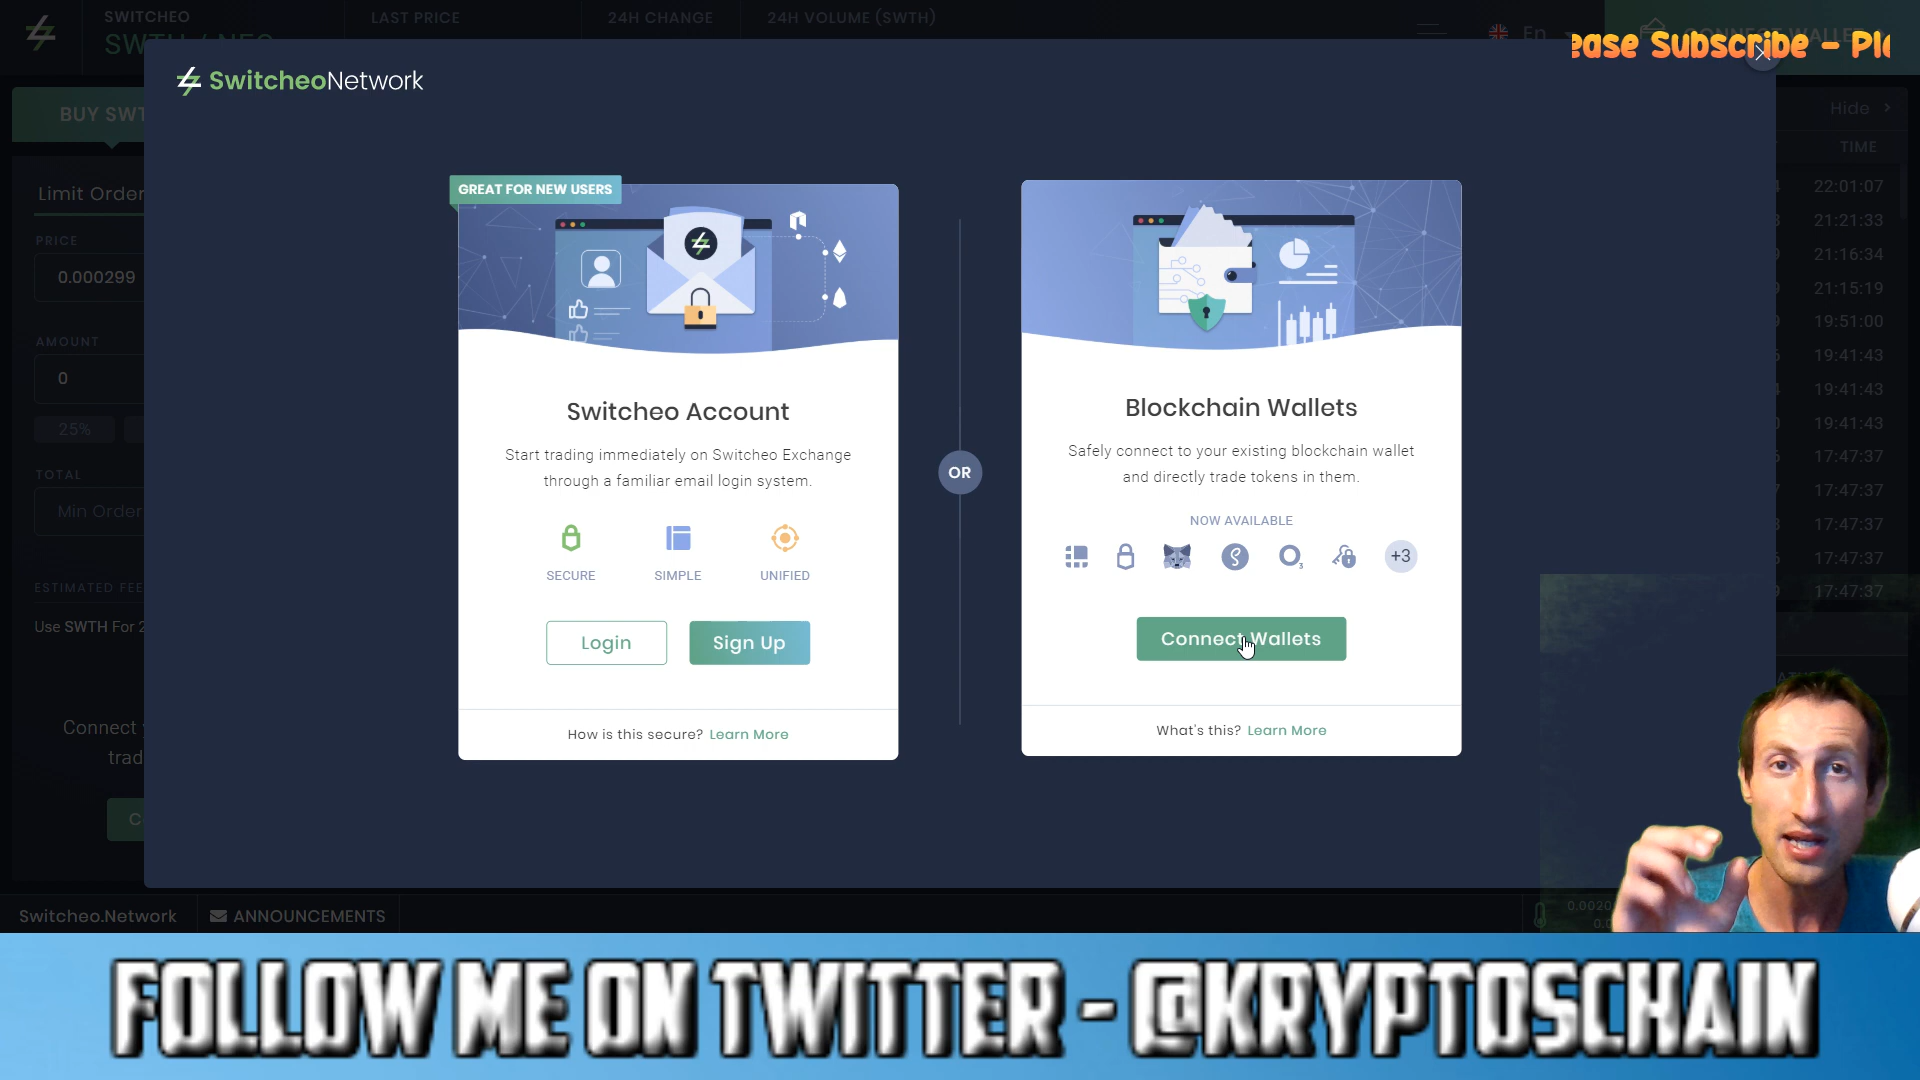 SWITCHEO
LAST PRICE
24H CHANGE
24H VOLUME (SWTH)
SWTH / NEO
En
ease Subscribe - Ple
SwitcheoNetwork
BUY SWT
Hide
TIME
Limit Order
PRICE
0.000299
AMOUNT
0
25%
TOTAL
Min Order
ESTIMATED FEE
Use SWTH For 2
Connect
trad
C
GREAT FOR NEW USERS
Switcheo Account
Start trading immediately on Switcheo Exchange
through a familiar email login system.
SECURE
SIMPLE
UNIFIED
Login
Sign Up
How is this secure? Learn More
OR
Blockchain Wallets
Safely connect to your existing blockchain wallet
and directly trade tokens in them.
NOW AVAILABLE
+3
Connect Wallets
What's this? Learn More
22:01:07
21:21:33
21:16:34
21:15:19
19:51:00
19:41:43
19:41:43
19:41:43
17:47:37
17:47:37
17:47:37
17:47:37
17:47:37
Switcheo.Network
ANNOUNCEMENTS
FOLLOW ME ON TWITTER - @KRYPTOSCHAIN